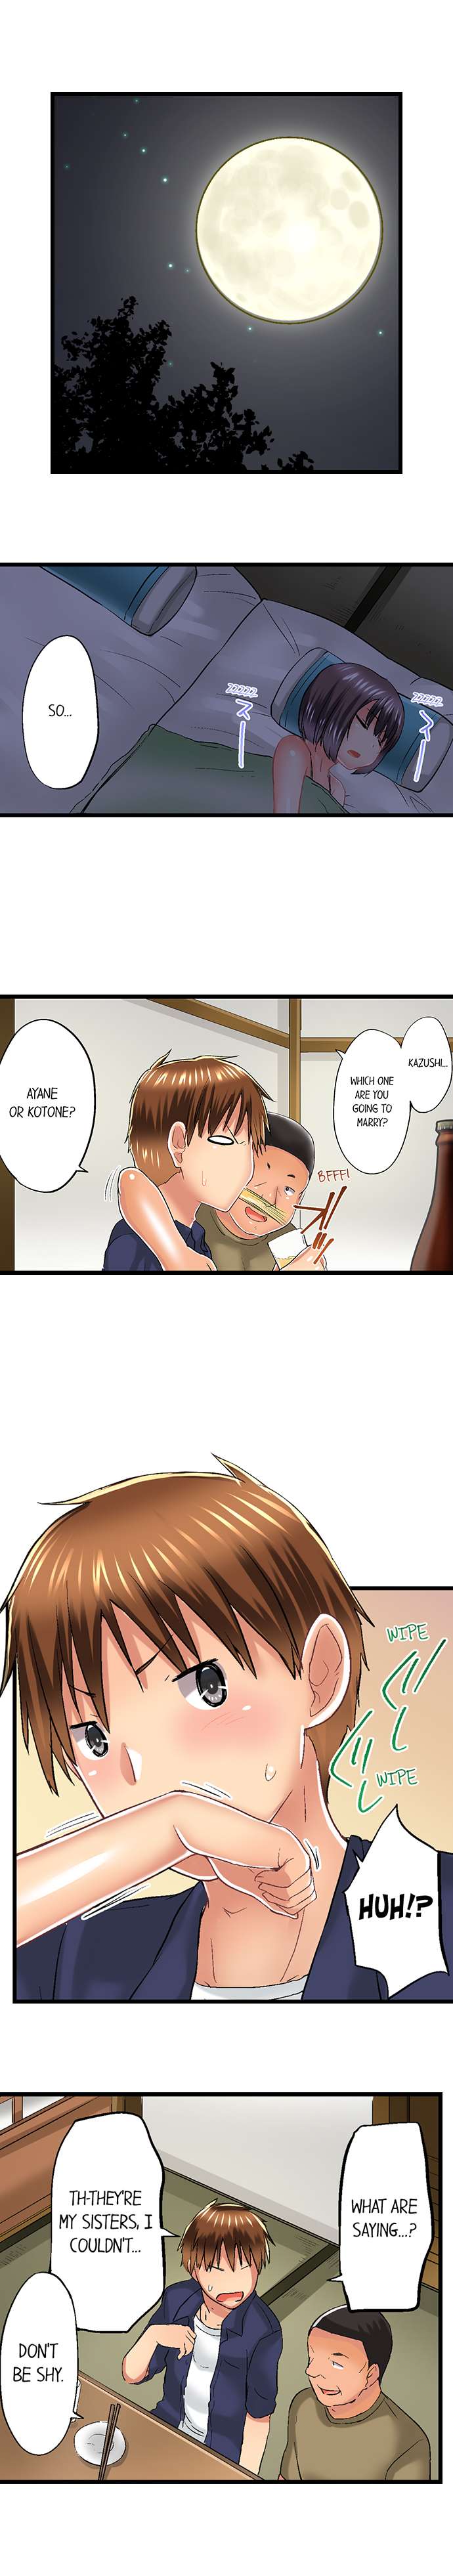 SO...
ZZZZZ
ス
ZZZZZ
ス
KAZUSHI...
WHICH ONE
ARE YOU
GOING TO
MARRY?
AYANE
OR KOTONE?
BFFF!
WIPE
WIPE
HUH!?
WHAT ARE
SAYING...?
TH-THEY'RE
MY SISTERS, I
COULDN'T...
DON'T
BE SHY.